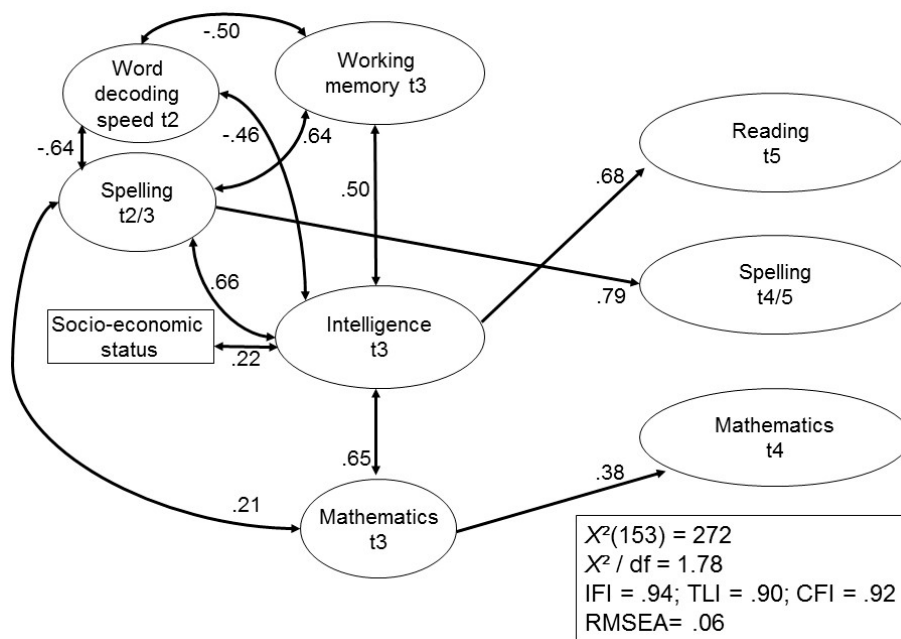 -.50
Word
decoding
speed t2
Working
memory t3
-.64
-.46
.64
Reading
t5
Spelling
t2/3
.50
.68
.66
Spelling
t4/5
.79
Socio-economic
status
.22
Intelligence
t3
Mathematics
t4
.65
.38
.21
Mathematics
t3
X²(153) = 272
X² / df = 1.78
IFI = .94; TLI = .90; CFI = .92
RMSEA= .06